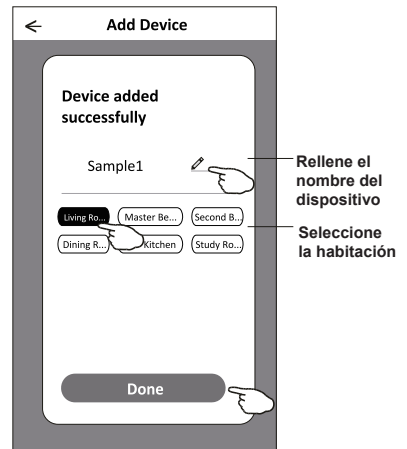 ← Add Device
Device added
successfully
Sample1
Rellene el
nombre del
dispositivo
Living Ro... Master Be... Second B...
Seleccione
la habitación
Dining R... Kitchen Study Ro...
Done